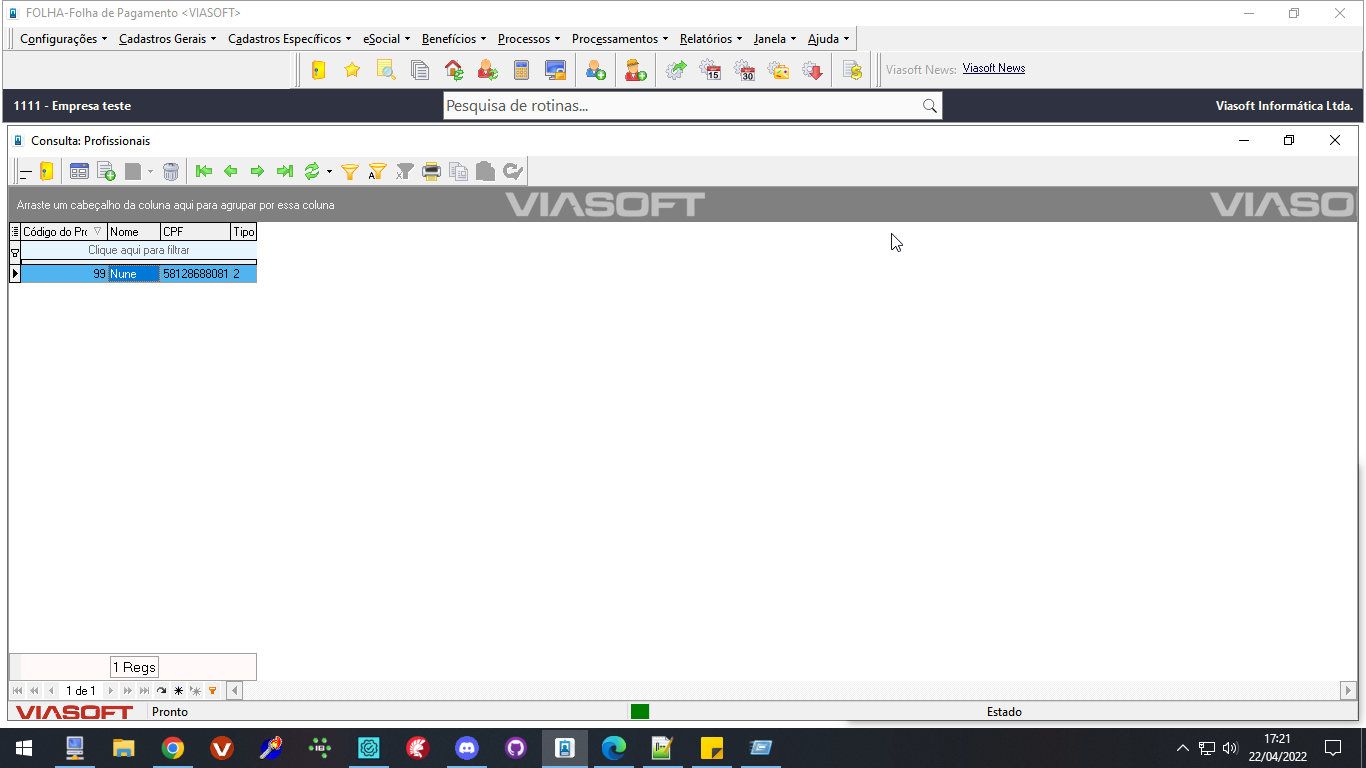 FOLHA-Folha de Pagamento <VIASOFT>
Configurações Cadastros Gerais Cadastros Específicos eSocial Benefícios Processos Processamentos Relatórios Janela Ajuda
15 30 Viasoft News: Viasoft News
1111 - Empresa teste Pesquisa de rotinas... Viasoft Informática Ltda.
Consulta: Profissionais
Arraste um cabeçalho da coluna aqui para agrupar por essa coluna VIASOFT VIASO
Código do Pro Nome CPF Tipo
Clique aqui para filtrar
99 Nune 58128688081 2
1 Regs
1 de 1
VIASOFT Pronto Estado
17:21
22/04/2022